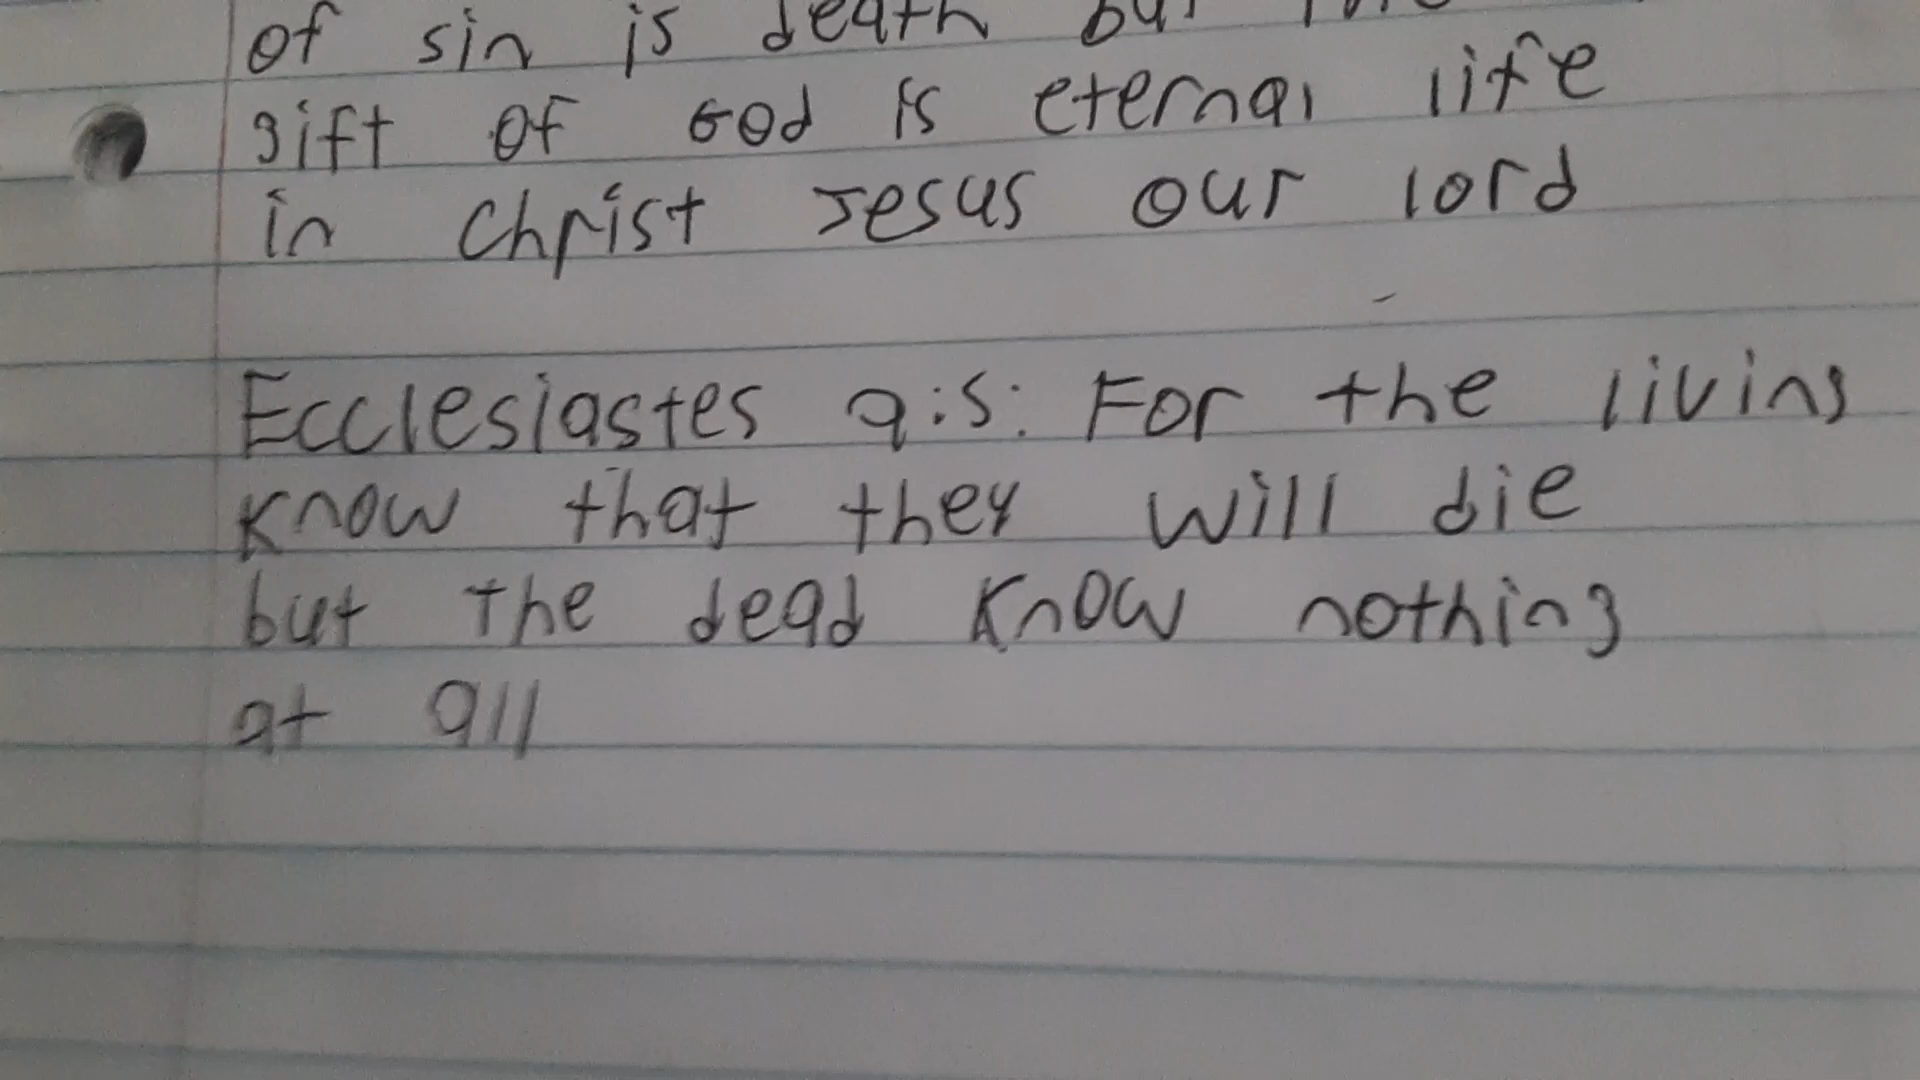 of sin is death but
gift of God is eternal life
in Christ Jesus our lord
Ecclesiastes 9:5: For the living
know that they will die
but the dead know nothing
at all